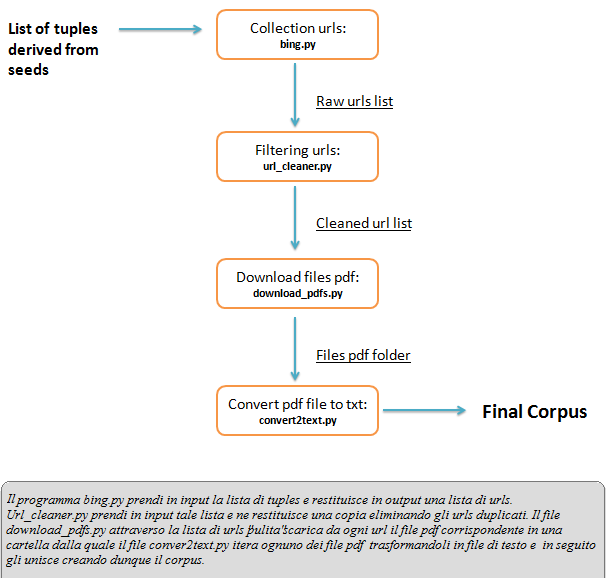 List of tuples
derived from
seeds
Collection urls:
bing.py
Raw urls list
Filtering urls:
url_cleaner.py
Cleaned url list
Download files pdf:
download_pdfs.py
Files pdf folder
Convert pdf file to txt:
convert2text.py
Final Corpus
Il programma bing.py prendi in input la lista di tuples e restituisce in output una lista di urls.
Url_cleaner.py prendi in input tale lista e ne restituisce una copia eliminando gli urls duplicati. Il file
download_pdfs.py attraverso la lista di urls "pulita" scarica da ogni url il file pdf corrispondente in una
cartella dalla quale il file conver2text.py itera ognuno dei file pdf trasformandoli in file di testo e in seguito
gli unisce creando dunque il corpus.